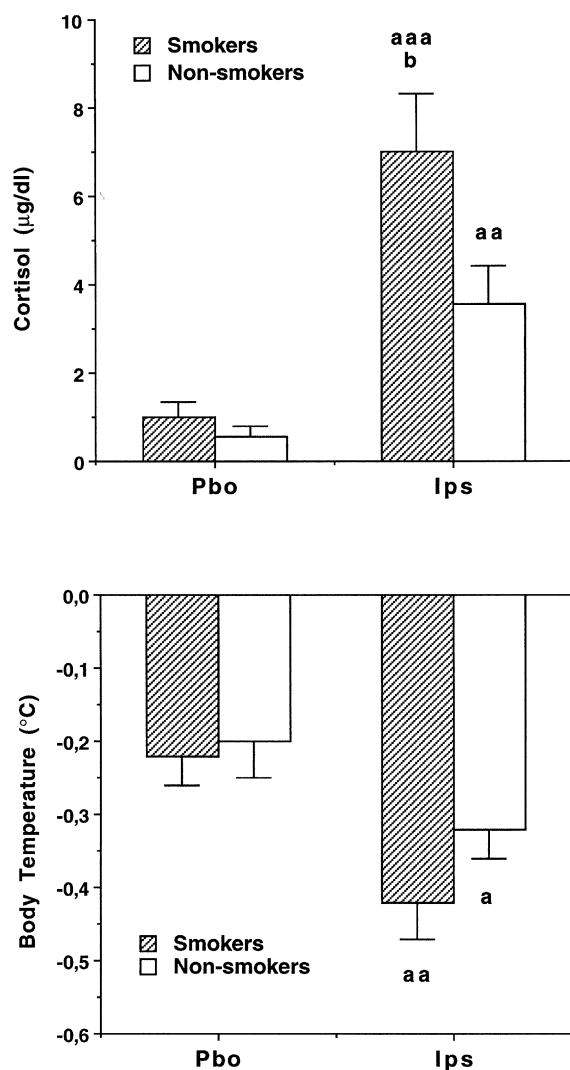 10
Smokers
Non-smokers
aaa
b
8
6
aa
4
2
0
Pbo Ips
Cortisol (μg/dl)
0,0
-0,1
-0,2
-0,3
-0,4
a
Smokers
Non-smokers
-0,5
aa
-0,6
Pbo Ips
Body Temperature (°C)